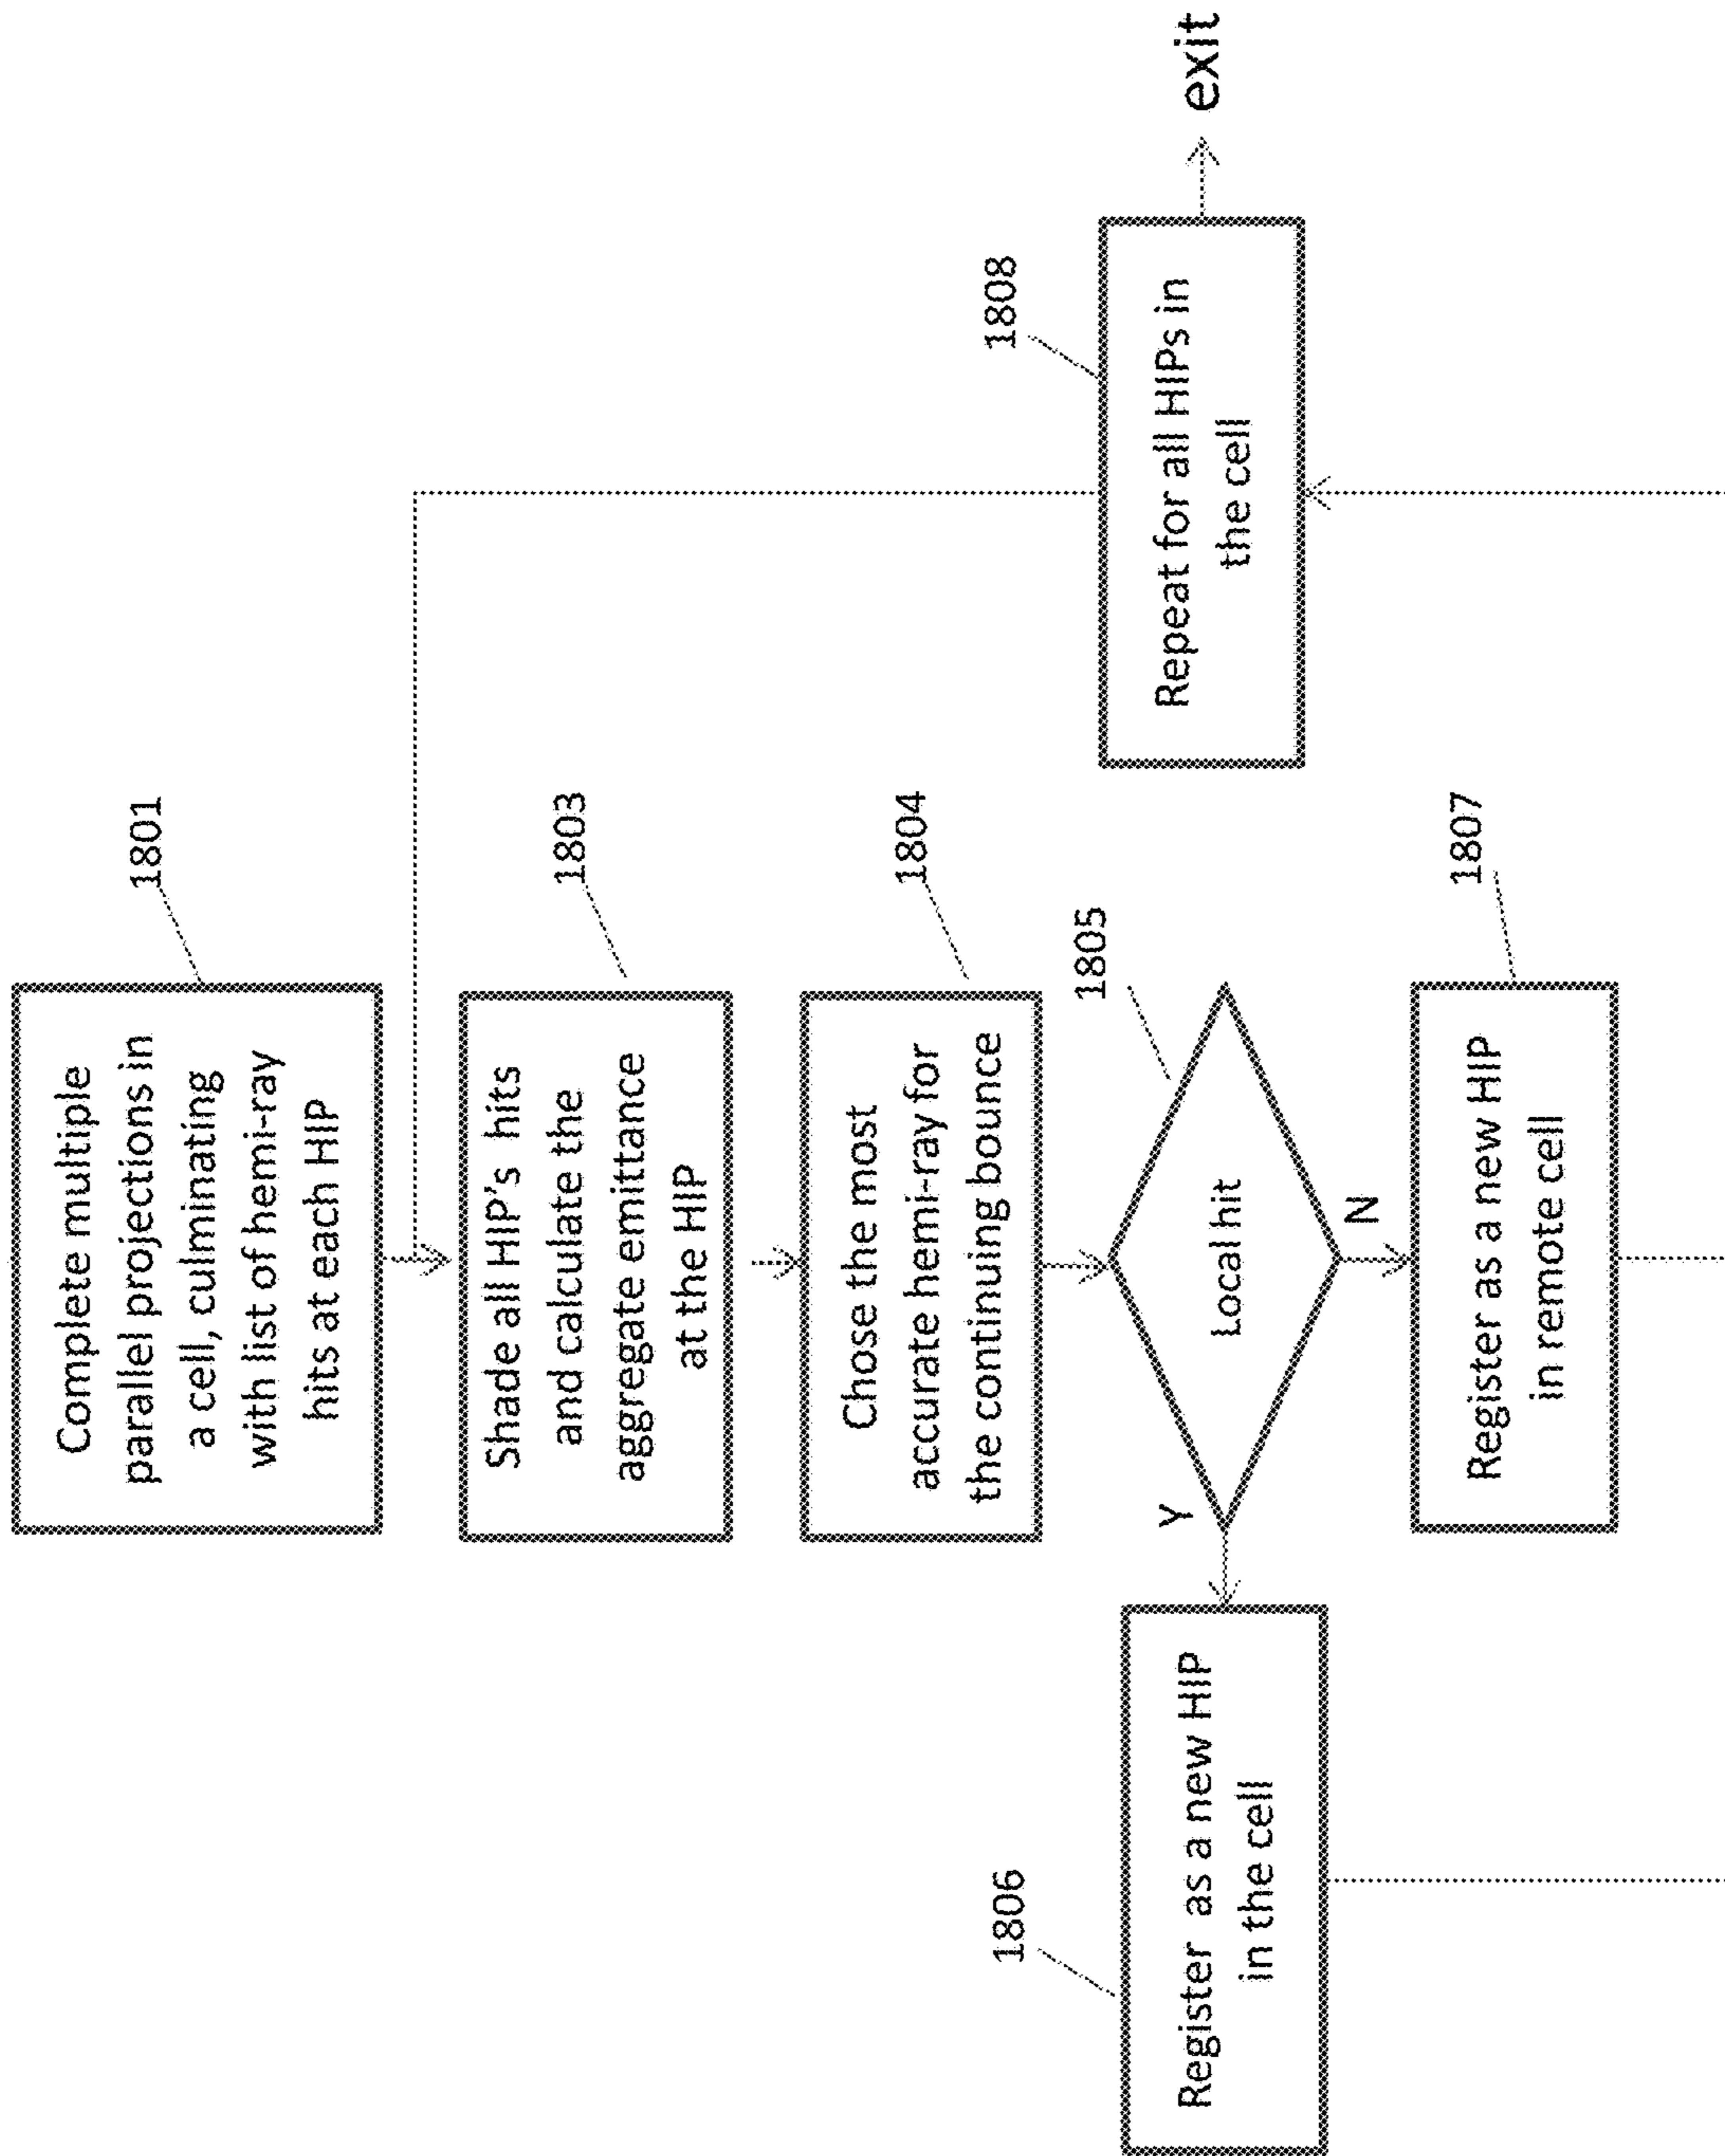 1801
Complete multiple
parallel projections in
a cell, culminating
with list of hemi-ray
hits at each HIP
1803
Shade all HIP's hits
and calculate the
aggregate emittance
at the HIP
1804
Chose the most
accurate hemi-ray for
the continuing bounce
1805
Local hit
Y
N
1806
Register as a new HIP
in the cell
1807
Register as a new HIP
in remote cell
1808
Repeat for all HIPs in
the cell
exit